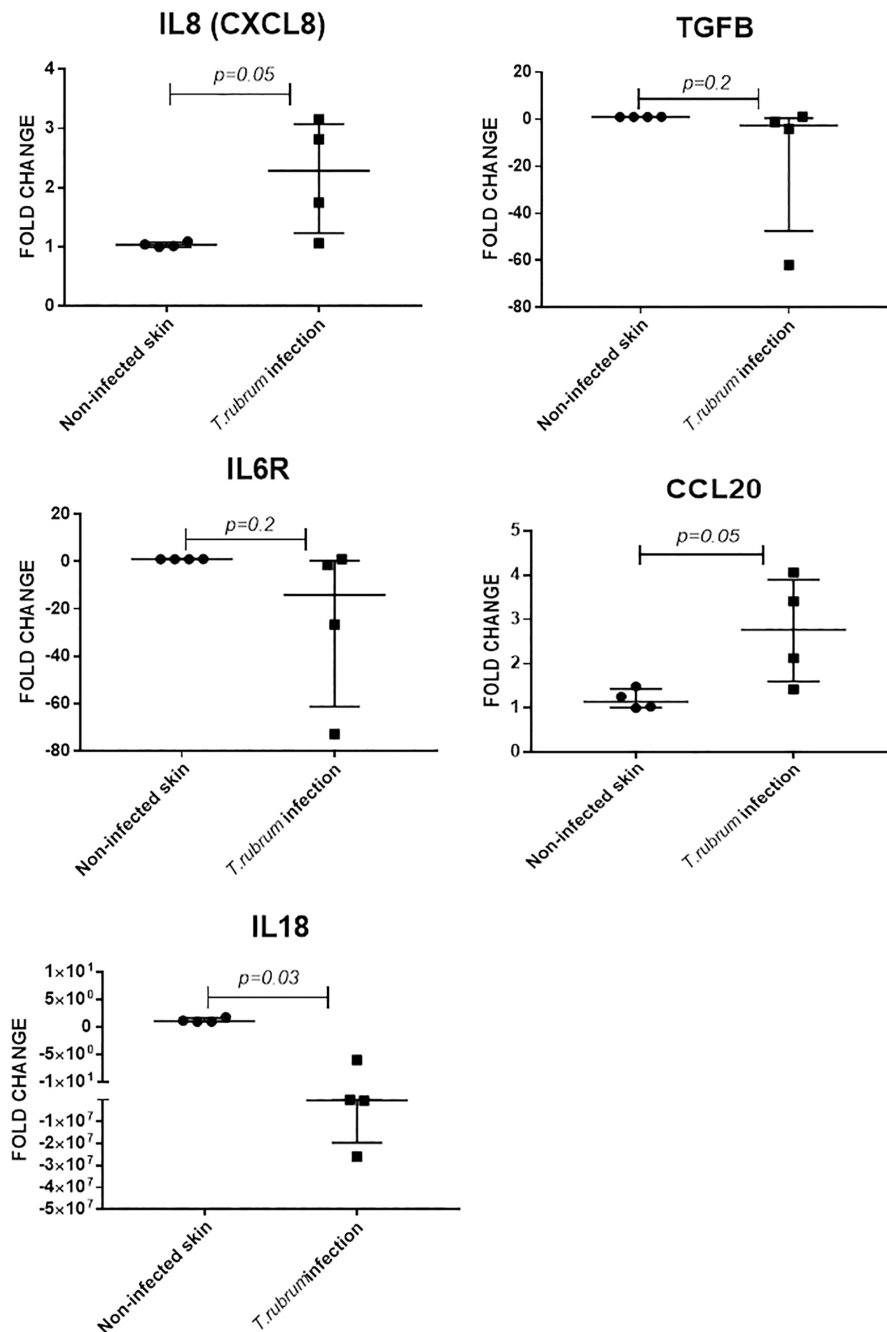 IL8 (CXCL8)
p=0.05
FOLD CHANGE
4
3
2
1
0
Non-infected skin
T.rubrum infection
TGFB
p=0.2
FOLD CHANGE
20
0
-20
-40
-60
-80
Non-infected skin
T.rubrum infection
IL6R
p=0.2
FOLD CHANGE
20
0
-20
-40
-60
-80
Non-infected skin
T.rubrum infection
CCL20
p=0.05
FOLD CHANGE
5
4
3
2
1
0
Non-infected skin
T.rubrum infection
IL18
p=0.03
FOLD CHANGE
1×10¹
5×10⁰
0
-5×10⁰
-1×10¹
-1×10⁷
-2×10⁷
-3×10⁷
-4×10⁷
-5×10⁷
Non-infected skin
T.rubruminfection